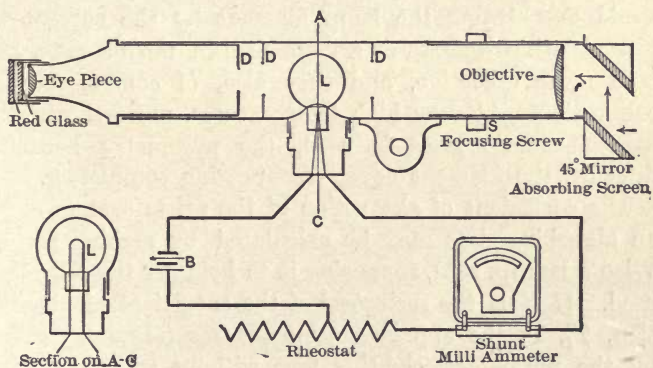 A
D
D
D
L
Eye Piece
Objective
Red Glass
S
Focusing Screw
45° Mirror
Absorbing Screen
C
L
B
Rheostat
Shunt
Milli Ammeter
Section on A-C